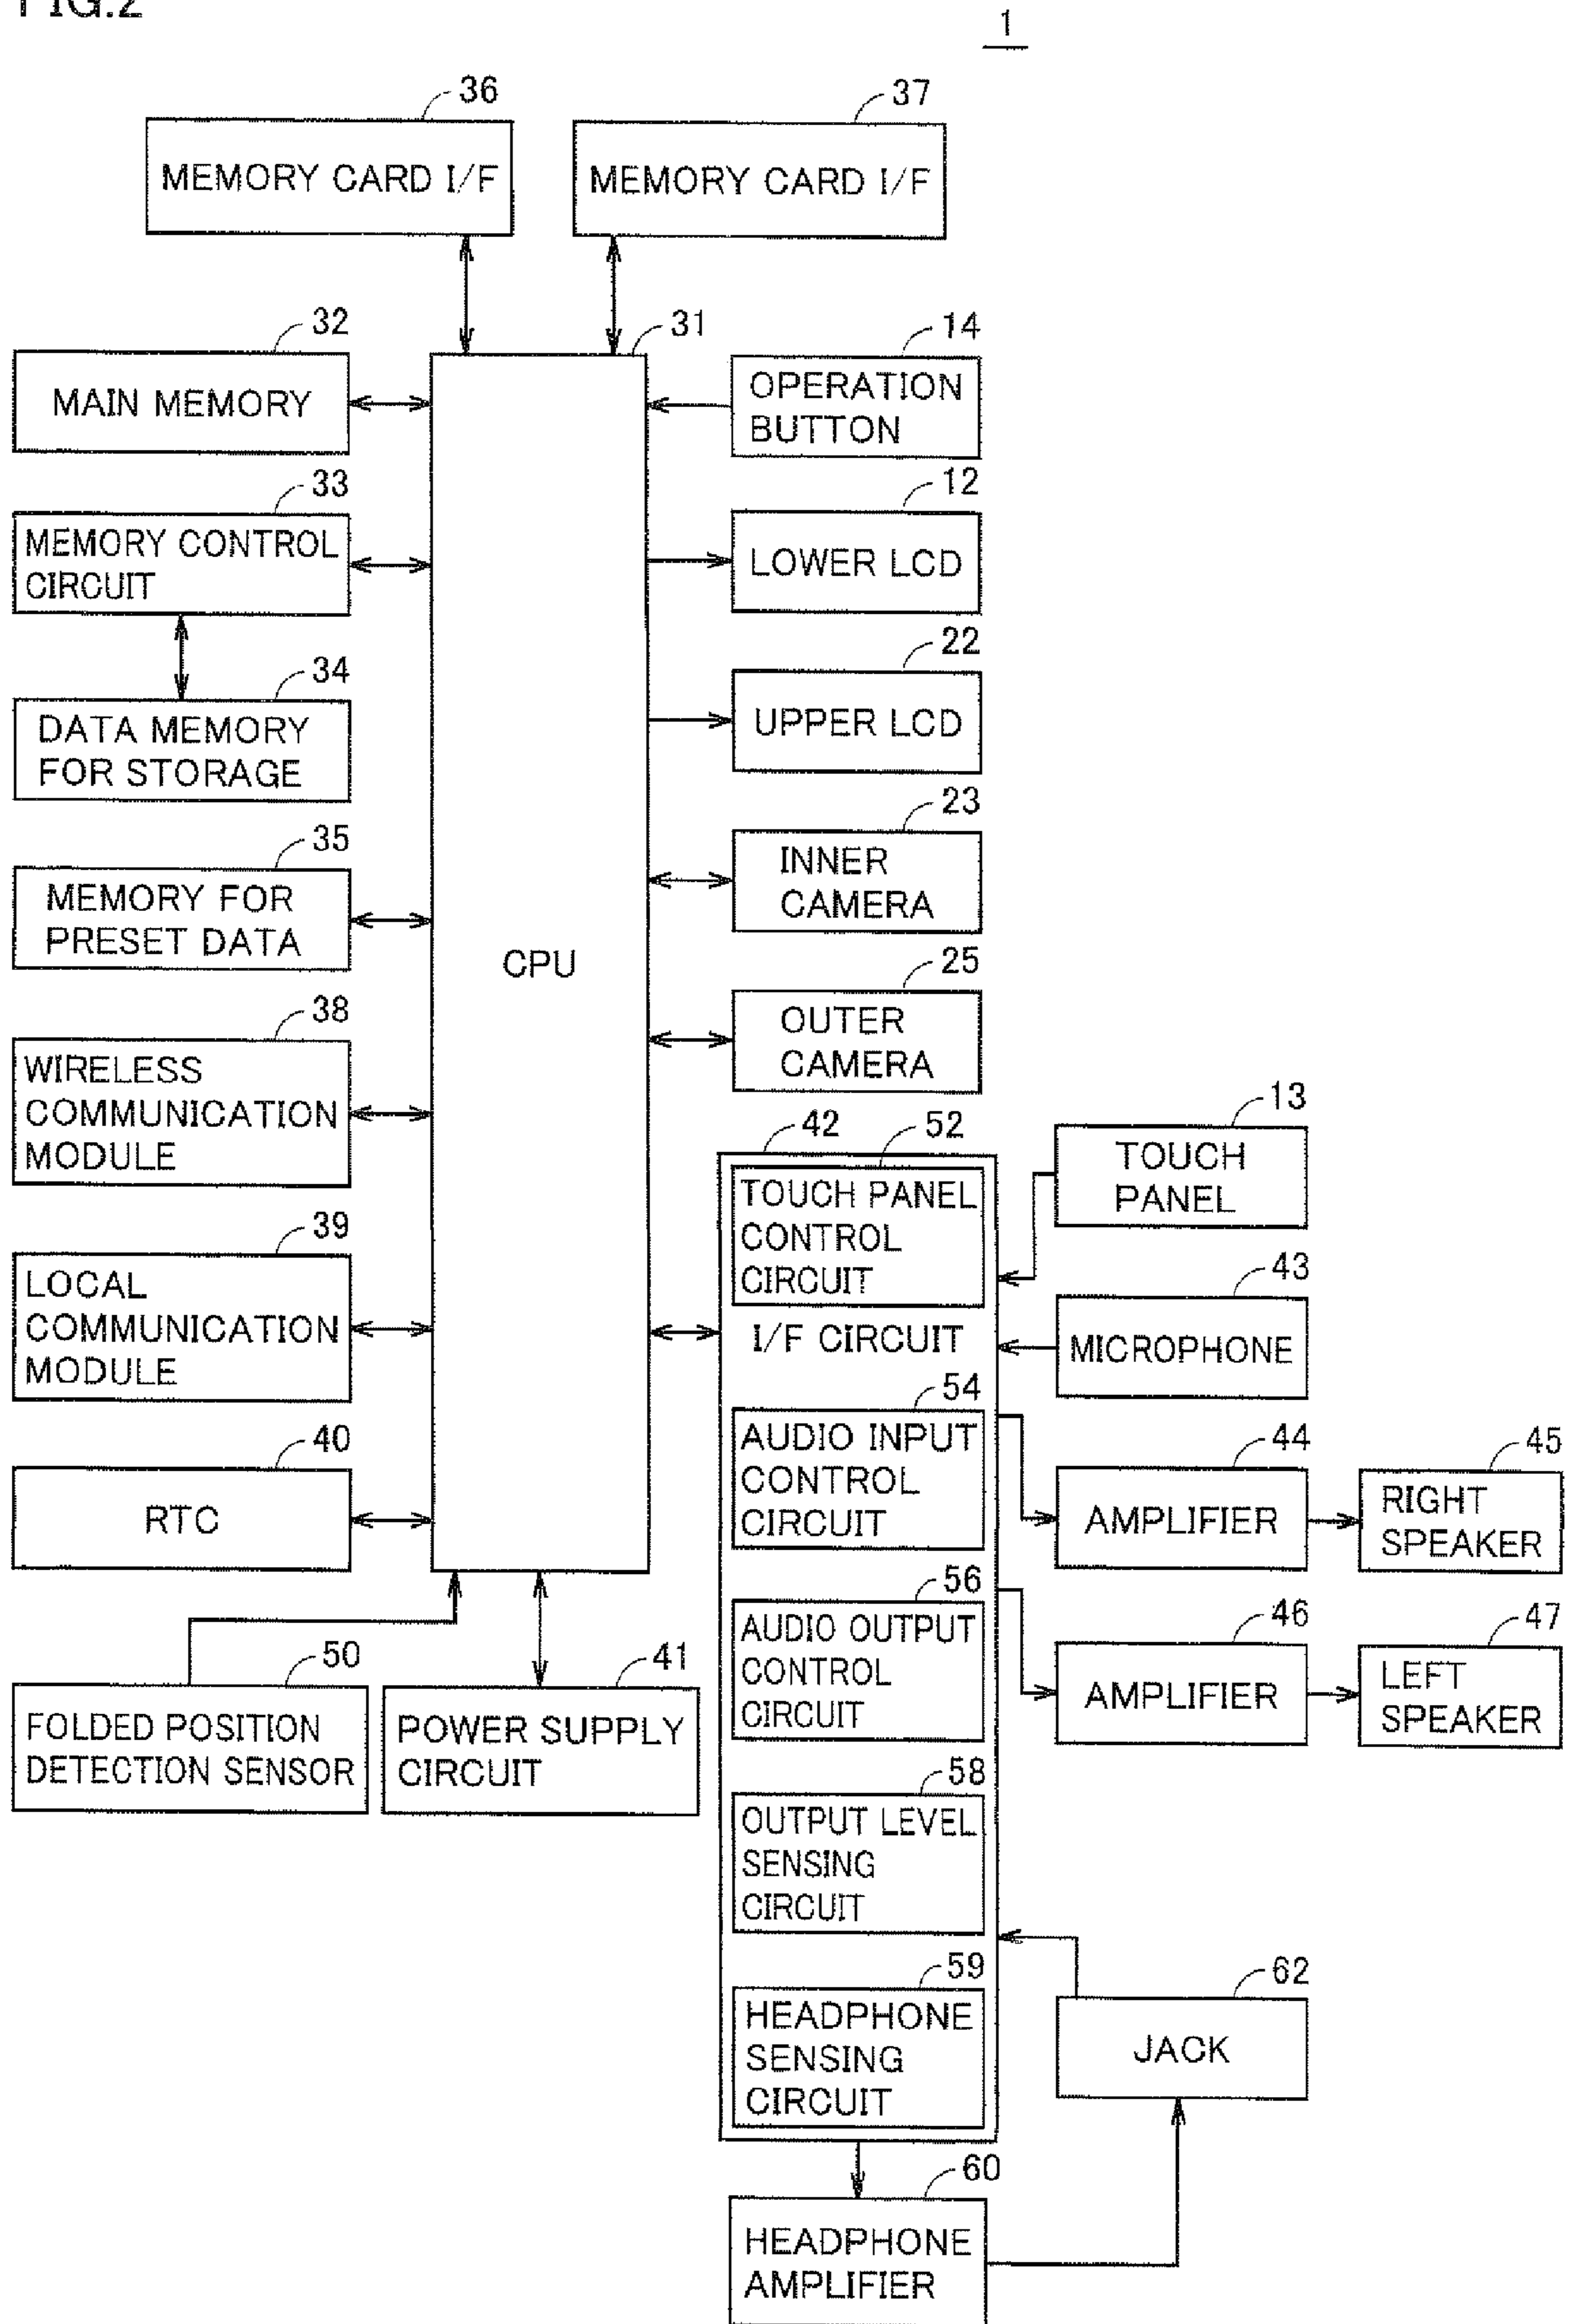 FIG.2
1
36
MEMORY CARD I/F
37
MEMORY CARD I/F
32
MAIN MEMORY
33
MEMORY CONTROL
CIRCUIT
34
DATA MEMORY
FOR STORAGE
35
MEMORY FOR
PRESET DATA
38
WIRELESS
COMMUNICATION
MODULE
39
LOCAL
COMMUNICATION
MODULE
40
RTC
50
FOLDED POSITION
DETECTION SENSOR
41
POWER SUPPLY
CIRCUIT
31
CPU
14
OPERATION
BUTTON
12
LOWER LCD
22
UPPER LCD
23
INNER
CAMERA
25
OUTER
CAMERA
42
52
TOUCH PANEL
CONTROL
CIRCUIT
I/F CIRCUIT
54
AUDIO INPUT
CONTROL
CIRCUIT
56
AUDIO OUTPUT
CONTROL
CIRCUIT
58
OUTPUT LEVEL
SENSING
CIRCUIT
59
HEADPHONE
SENSING
CIRCUIT
13
TOUCH
PANEL
43
MICROPHONE
44
AMPLIFIER
45
RIGHT
SPEAKER
46
AMPLIFIER
47
LEFT
SPEAKER
62
JACK
60
HEADPHONE
AMPLIFIER